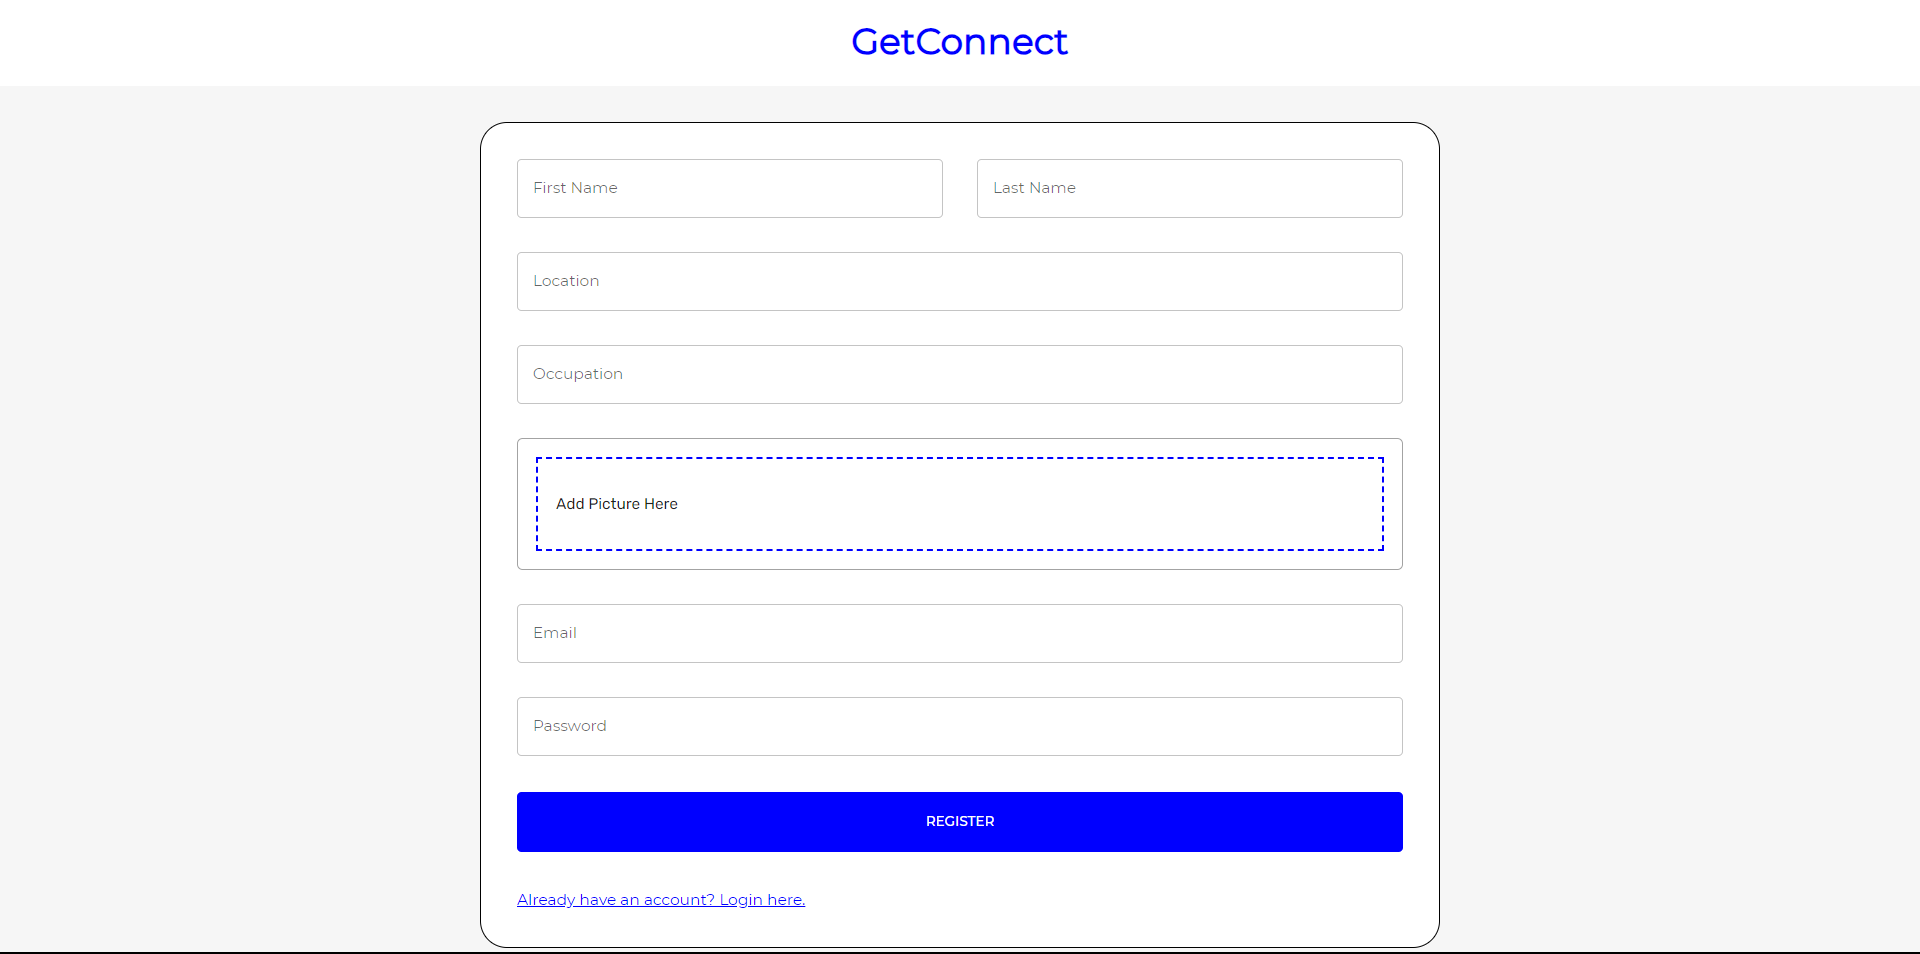 GetConnect
First Name
Last Name
Location
Occupation
Add Picture Here
Email
Password
REGISTER
Already have an account? Login here.